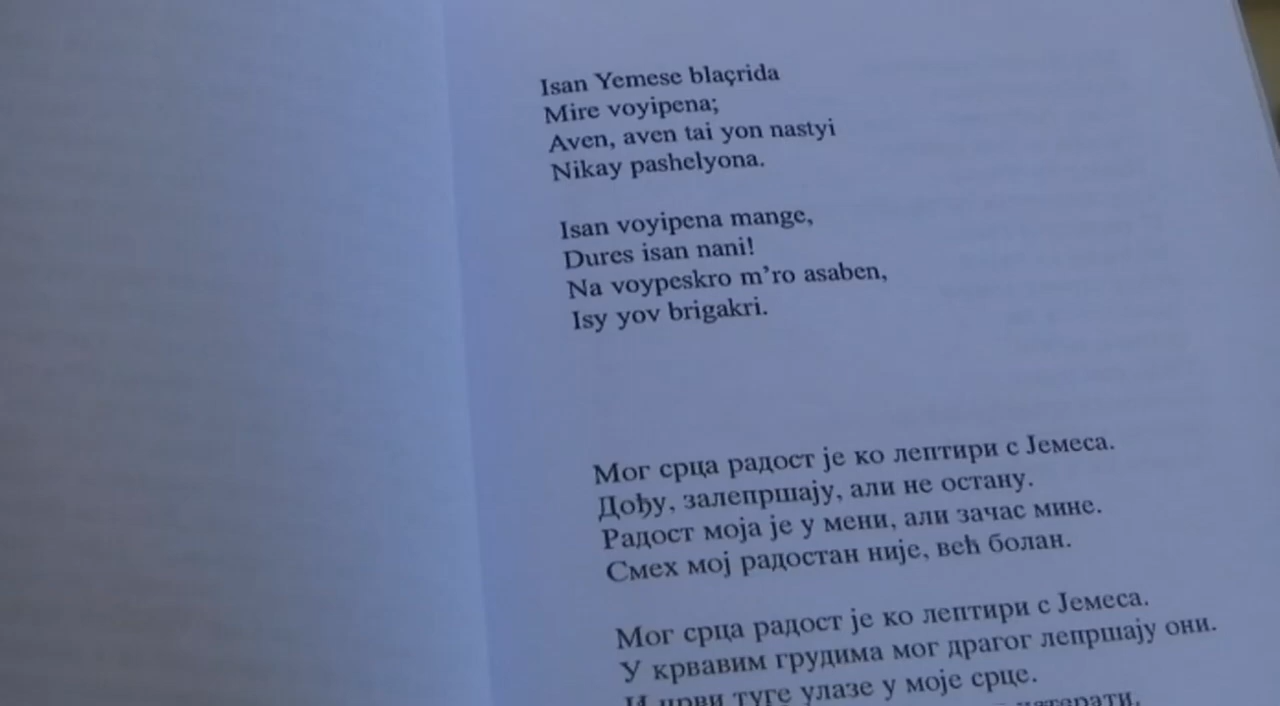 Isan Yemese blaçrida
Mire voyipena;
Aven, aven tai yon nastyi
Nikay pashelyona.
Isan voyipena mange,
Dures isan nani!
Na voypeskro m’ro asaben,
Isy yov brigakri.
Мог срца радост је ко лептири с Јемеса.
Дођу, залепршају, али не остану.
Радост моја је у мени, али зачас мине.
Смех мој радостан није, већ болан.
Мог срца радост је ко лептири с Јемеса.
У крвавим грудима мог драгог лепршају они.
И црви туге улазе у моје срце.